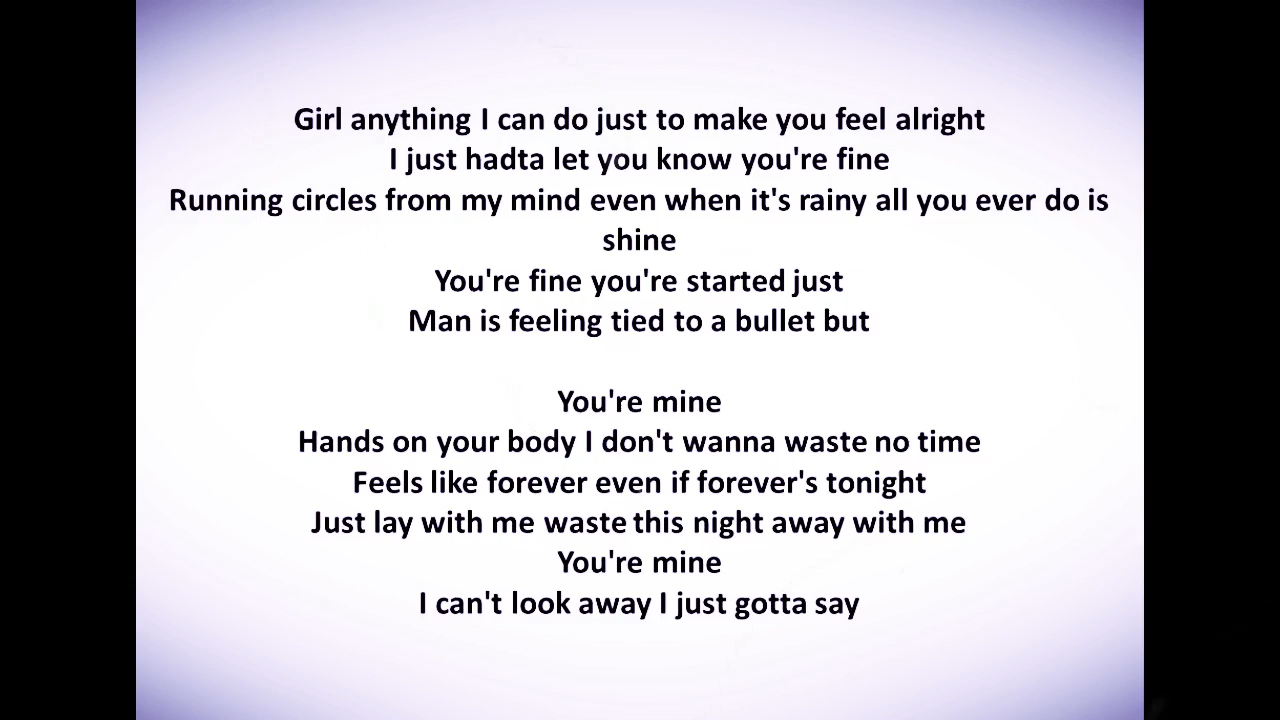 Girl anything I can do just to make you feel alright
I just hadta let you know you're fine
Running circles from my mind even when it's rainy all you ever do is
shine
You're fine you're started just
Man is feeling tied to a bullet but
You're mine
Hands on your body I don't wanna waste no time
Feels like forever even if forever's tonight
Just lay with me waste this night away with me
You're mine
I can't look away I just gotta say